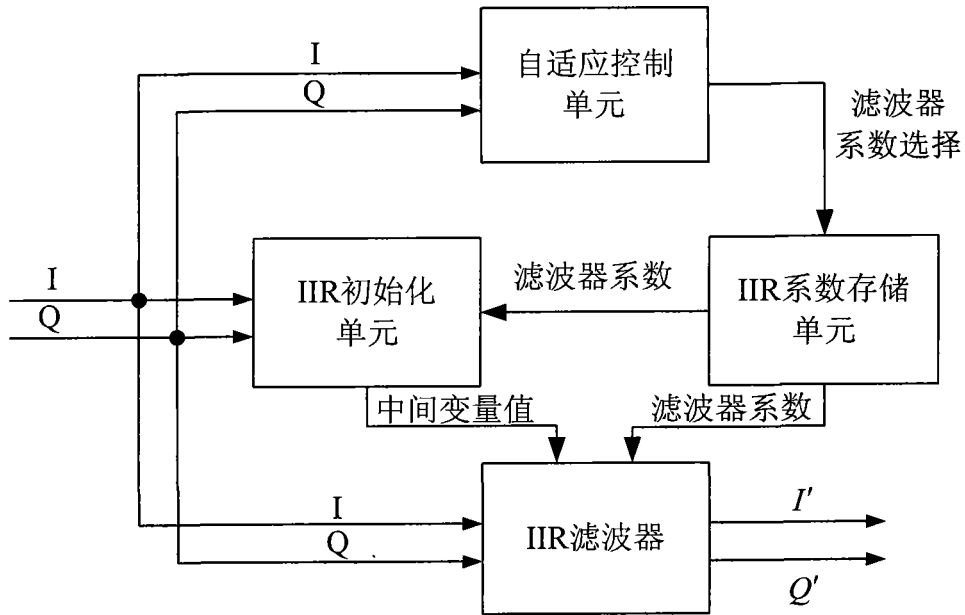 I
Q
自适应控制
单元
滤波器
系数选择
I
Q
IIR初始化
单元
滤波器系数
IIR系数存储
单元
中间变量值
滤波器系数
I
Q
IIR滤波器
I′
Q′